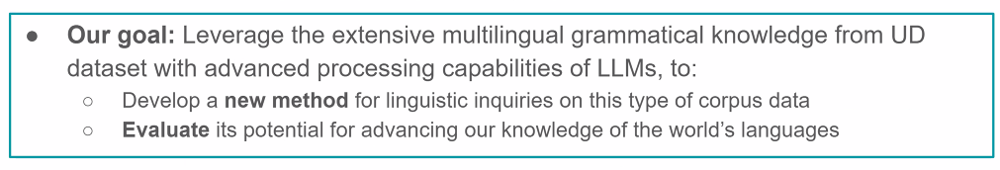 ● Our goal: Leverage the extensive multilingual grammatical knowledge from UD
dataset with advanced processing capabilities of LLMs, to:
○ Develop a new method for linguistic inquiries on this type of corpus data
○ Evaluate its potential for advancing our knowledge of the world's languages